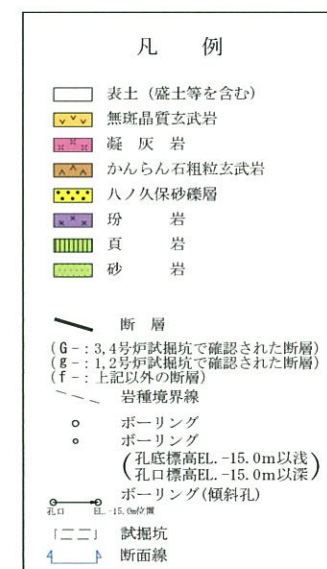 凡 例
表土 (盛土等を含む)
無斑晶質玄武岩
凝 灰 岩
かんらん石粗粒玄武岩
八ノ久保砂礫層
玢 岩
頁 岩
砂 岩
断 層
(G-:3,4号炉試掘坑で確認された断層)
(g-:1,2号炉試掘坑で確認された断層)
(f-:上記以外の断層)
岩種境界線
ボーリング
ボーリング
(孔底標高EL.-15.0m以浅
孔口標高EL.-15.0m以深)
ボーリング(傾斜孔)
孔口 EL.-15.0m位置
試掘坑
断面線